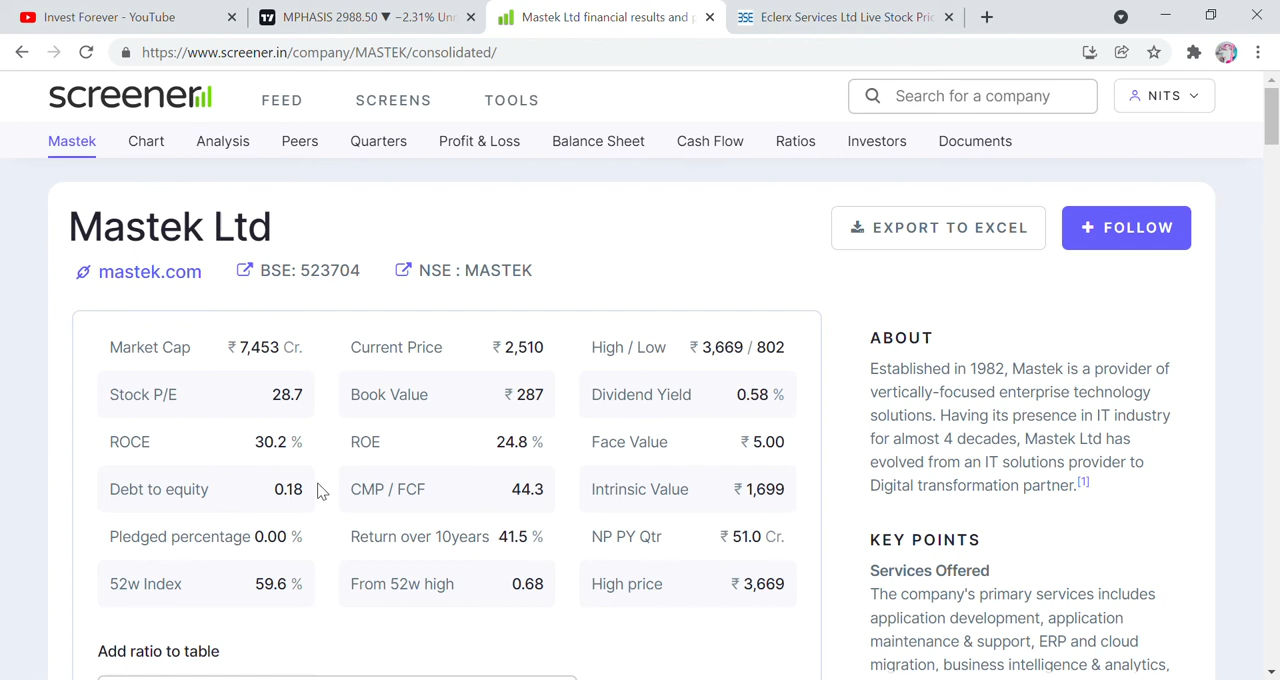 Invest Forever - YouTube
MPHASIS 2988.50 ▼ −2.31% Un
Mastek Ltd financial results and p
BSE Eclerx Services Ltd Live Stock Pric
https://www.screener.in/company/MASTEK/consolidated/
screener
FEED
SCREENS
TOOLS
Search for a company
NITS
Mastek
Chart
Analysis
Peers
Quarters
Profit & Loss
Balance Sheet
Cash Flow
Ratios
Investors
Documents
Mastek Ltd
EXPORT TO EXCEL
+ FOLLOW
mastek.com
BSE: 523704
NSE : MASTEK
Market Cap ₹ 7,453 Cr.
Current Price ₹ 2,510
High / Low ₹ 3,669 / 802
Stock P/E 28.7
Book Value ₹ 287
Dividend Yield 0.58 %
ROCE 30.2 %
ROE 24.8 %
Face Value ₹ 5.00
Debt to equity 0.18
CMP / FCF 44.3
Intrinsic Value ₹ 1,699
Pledged percentage 0.00 %
Return over 10years 41.5 %
NP PY Qtr ₹ 51.0 Cr.
52w Index 59.6 %
From 52w high 0.68
High price ₹ 3,669
Add ratio to table
ABOUT
Established in 1982, Mastek is a provider of
vertically-focused enterprise technology
solutions. Having its presence in IT industry
for almost 4 decades, Mastek Ltd has
evolved from an IT solutions provider to
Digital transformation partner.[1]
KEY POINTS
Services Offered
The company's primary services includes
application development, application
maintenance & support, ERP and cloud
migration, business intelligence & analytics,